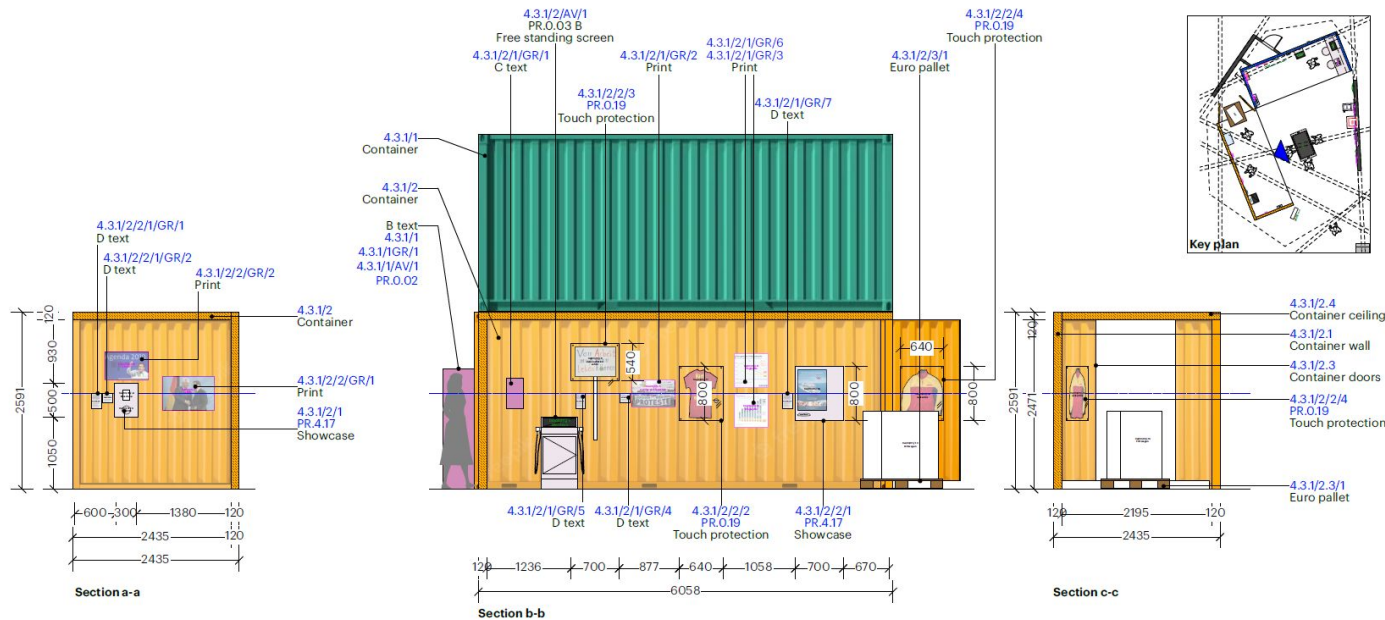 4.3.1/2/AV/1
PR.0.03 B
Free standing screen
4.3.1/2/1/GR/1
C text
4.3.1/2/2/3
PR.0.19
Touch protection
4.3.1/2/1/GR/2
Print
4.3.1/2/1/GR/6
4.3.1/2/1/GR/3
Print
4.3.1/2/1/GR/7
D text
4.3.1/2/3/1
Euro pallet
4.3.1/2/2/4
PR.0.19
Touch protection
Key plan
4.3.1/1
Container
4.3.1/2
Container
B text
4.3.1/1
4.3.1/1GR/1
4.3.1/1/AV/1
PR.0.02
4.3.1/2/2/1/GR/1
D text
4.3.1/2/2/1/GR/2
D text
4.3.1/2/2/GR/2
Print
4.3.1/2
Container
4.3.1/2/2/GR/1
Print
4.3.1/2/1
PR.4.17
Showcase
120
930
500
1050
2591
600
300
1380
120
120
2435
2435
Section a-a
540
800
800
640
800
PROTESTE
4.3.1/2/1/GR/5
D text
4.3.1/2/1/GR/4
D text
4.3.1/2/2/2
PR.0.19
Touch protection
4.3.1/2/2/1
PR.4.17
Showcase
120
1236
700
877
640
1058
700
670
6058
Section b-b
4.3.1/2.4
Container ceiling
4.3.1/2.1
Container wall
4.3.1/2.3
Container doors
4.3.1/2/2/4
PR.0.19
Touch protection
4.3.1/2.3/1
Euro pallet
120
2591
2471
120
2195
120
2435
Section c-c